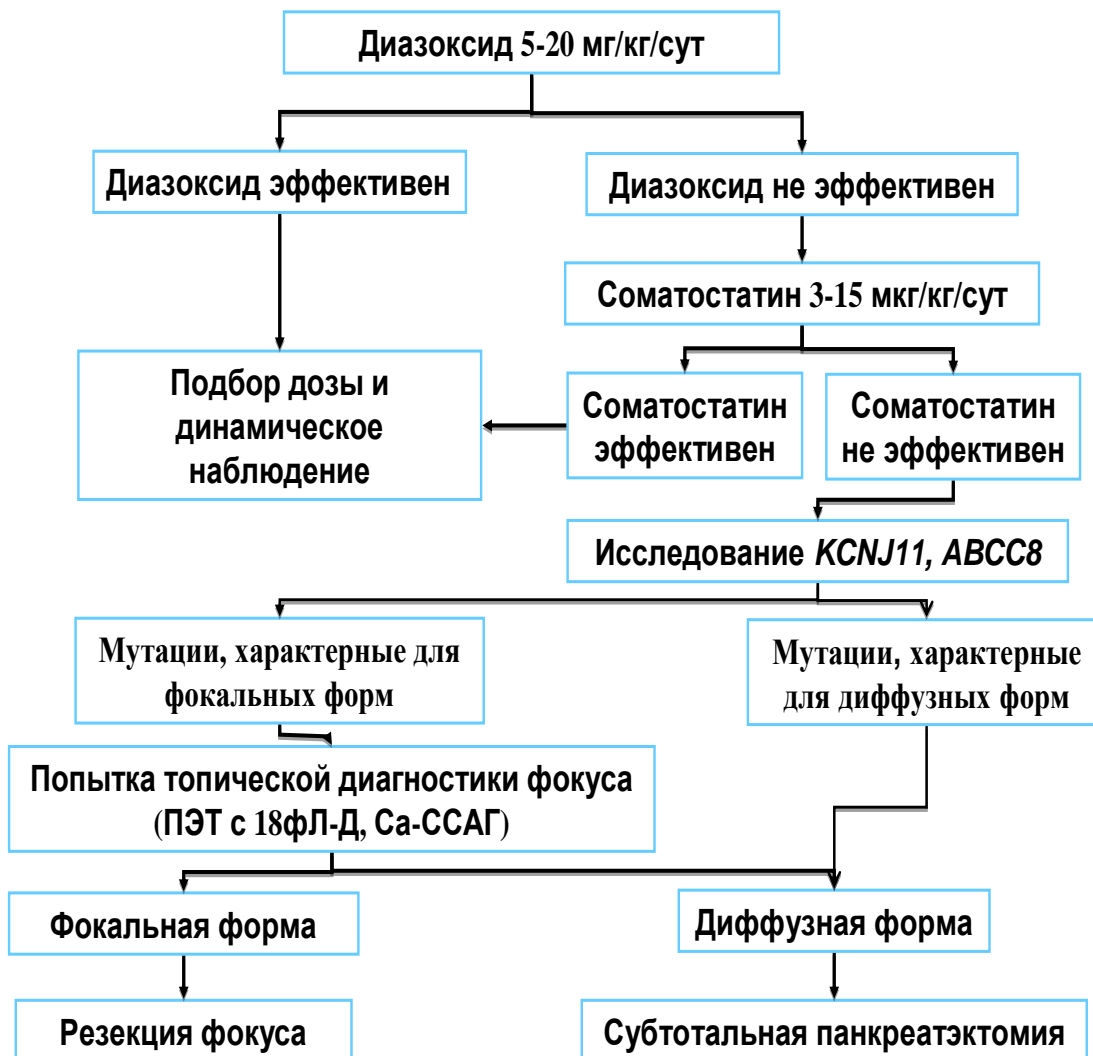 Диазоксид 5-20 мг/кг/сут
Диазоксид эффективен
Диазоксид не эффективен
Соматостатин 3-15 мкг/кг/сут
Подбор дозы и
динамическое
наблюдение
Соматостатин
эффективен
Соматостатин
не эффективен
Исследование KCNJ11, ABCC8
Мутации, характерные для
фокальных форм
Мутации, характерные
для диффузных форм
Попытка топической диагностики фокуса
(ПЭТ с 18фЛ-Д, Са-ССАГ)
Фокальная форма
Диффузная форма
Резекция фокуса
Субтотальная панкреатэктомия